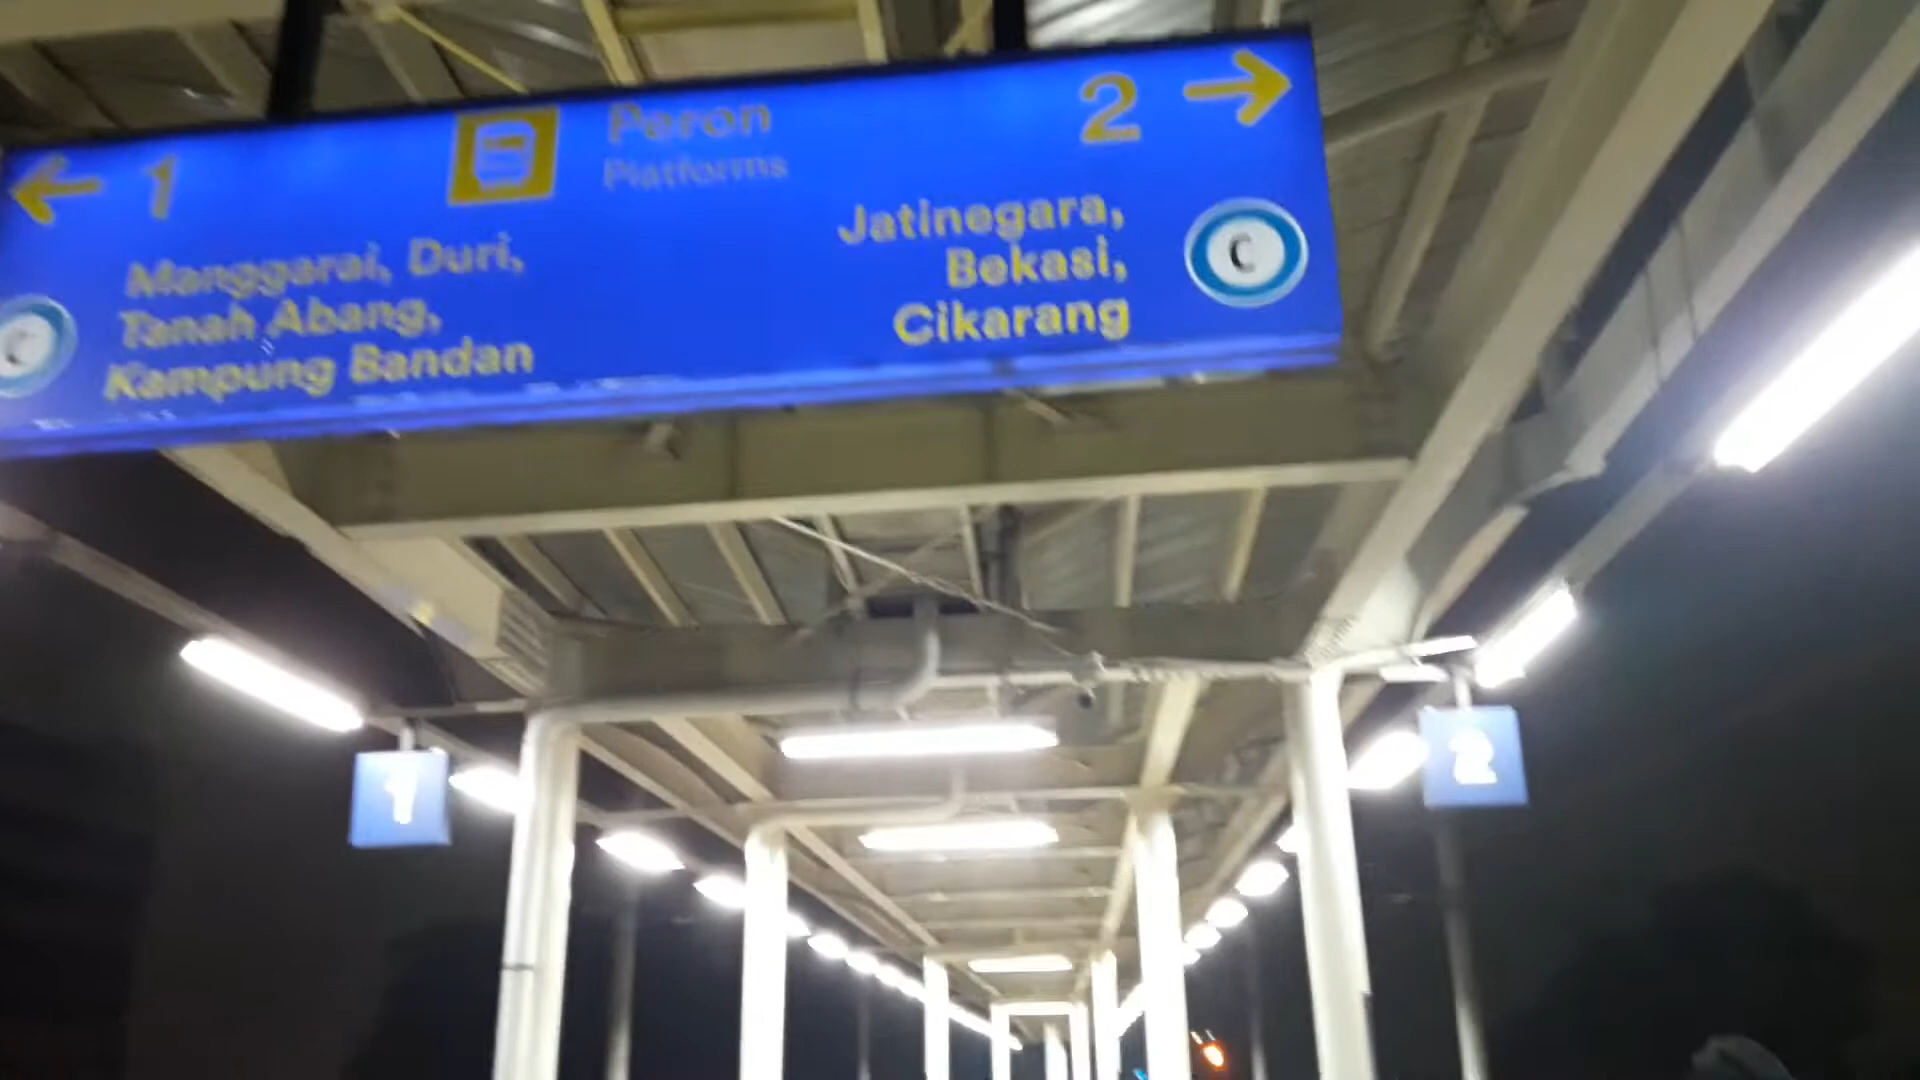 1
Peron
Platforms
2
Manggarai, Duri,
Tanah Abang,
Kampung Bandan
C
Jatinegara,
Bekasi,
Cikarang
C
1
2